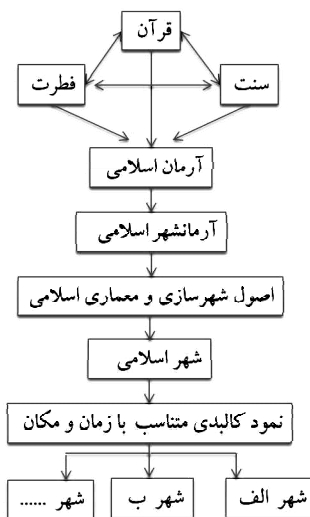 قرآن
سنت
فطرت
آرمان اسلامی
آرمانشهر اسلامی
اصول شهرسازی و معماری اسلامی
شهر اسلامی
نمود کالبدی متناسب با زمان و مکان
شهر الف
شهر ب
شهر ......